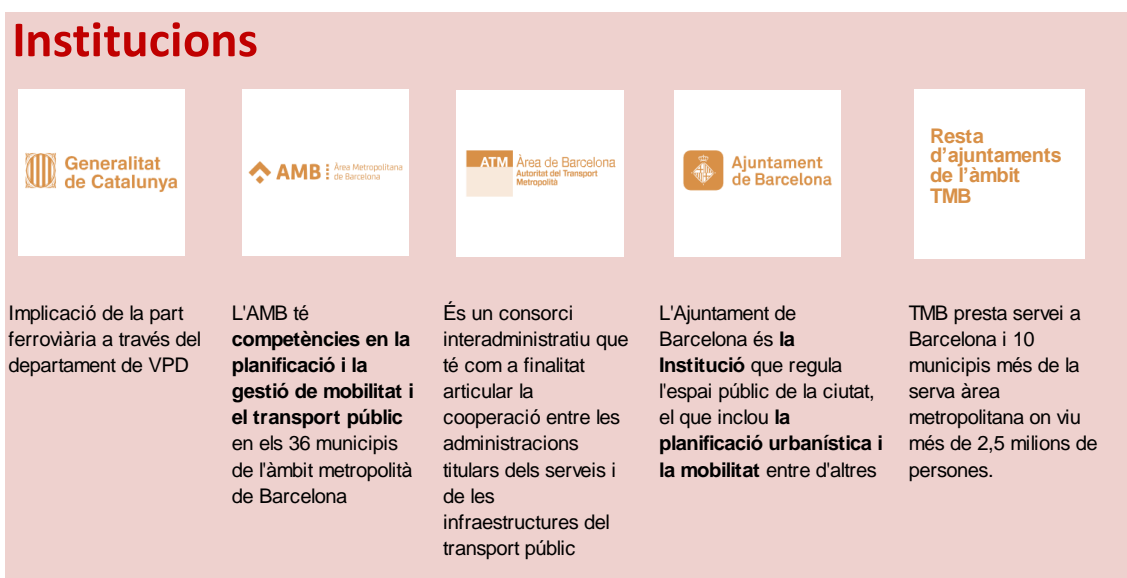 Institucions
Generalitat
de Catalunya
AMB
Àrea Metropolitana
de Barcelona
ATM
Àrea de Barcelona
Autoritat del Transport
Metropolità
Ajuntament
de Barcelona
Resta
d'ajuntaments
de l'àmbit
TMB
Implicació de la part
ferroviària a través del
departament de VPD
L'AMB té
competències en la
planificació i la
gestió de mobilitat i
el transport públic
en els 36 municipis
de l'àmbit metropolità
de Barcelona
És un consorci
interadministratiu que
té com a finalitat
articular la
cooperació entre les
administracions
titulars dels serveis i
de les
infraestructures del
transport públic
L'Ajuntament de
Barcelona és la
Institució que regula
l'espai públic de la ciutat,
el que inclou la
planificació urbanística i
la mobilitat entre d'altres
TMB presta servei a
Barcelona i 10
municipis més de la
serva àrea
metropolitana on viu
més de 2,5 milions de
persones.